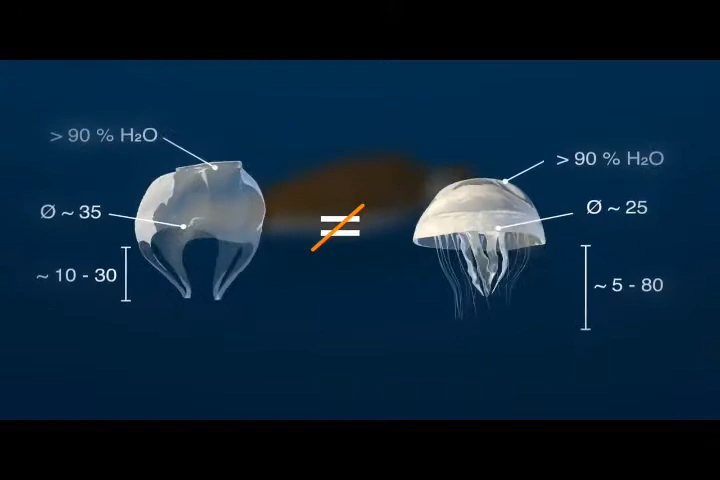 > 90 % H₂O
Ø ~ 35
~ 10 - 30
≠
> 90 % H₂O
Ø ~ 25
~ 5 - 80